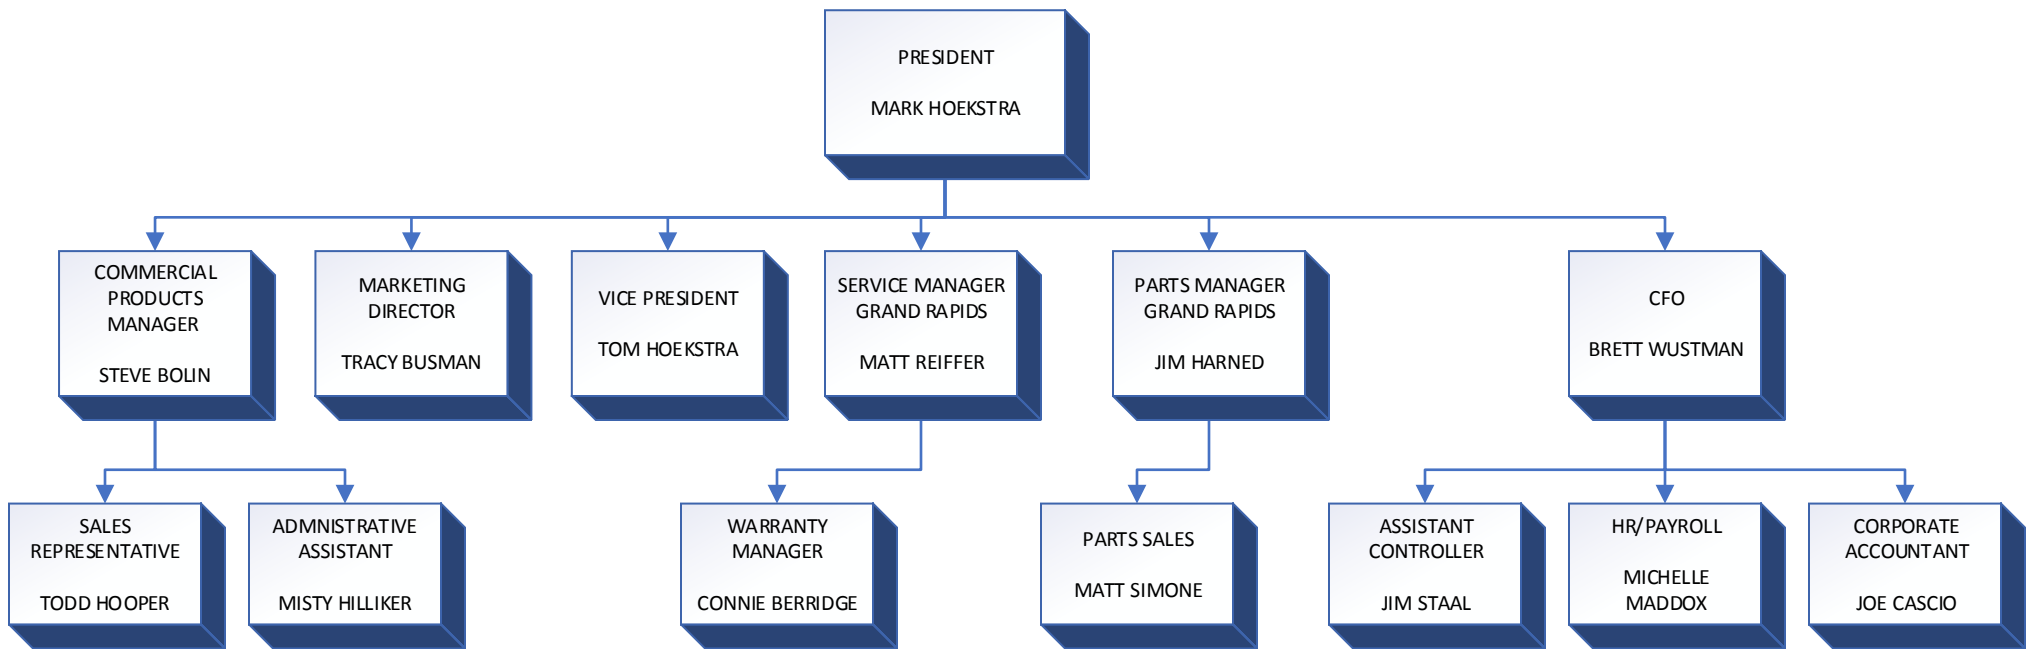 PRESIDENT
MARK HOEKSTRA
COMMERCIAL
PRODUCTS
MANAGER
STEVE BOLIN
MARKETING
DIRECTOR
TRACY BUSMAN
VICE PRESIDENT
TOM HOEKSTRA
SERVICE MANAGER
GRAND RAPIDS
MATT REIFFER
PARTS MANAGER
GRAND RAPIDS
JIM HARNED
CFO
BRETT WUSTMAN
SALES
REPRESENTATIVE
TODD HOOPER
ADMNISTRATIVE
ASSISTANT
MISTY HILLIKER
WARRANTY
MANAGER
CONNIE BERRIDGE
PARTS SALES
MATT SIMONE
ASSISTANT
CONTROLLER
JIM STAAL
HR/PAYROLL
MICHELLE
MADDOX
CORPORATE
ACCOUNTANT
JOE CASCIO